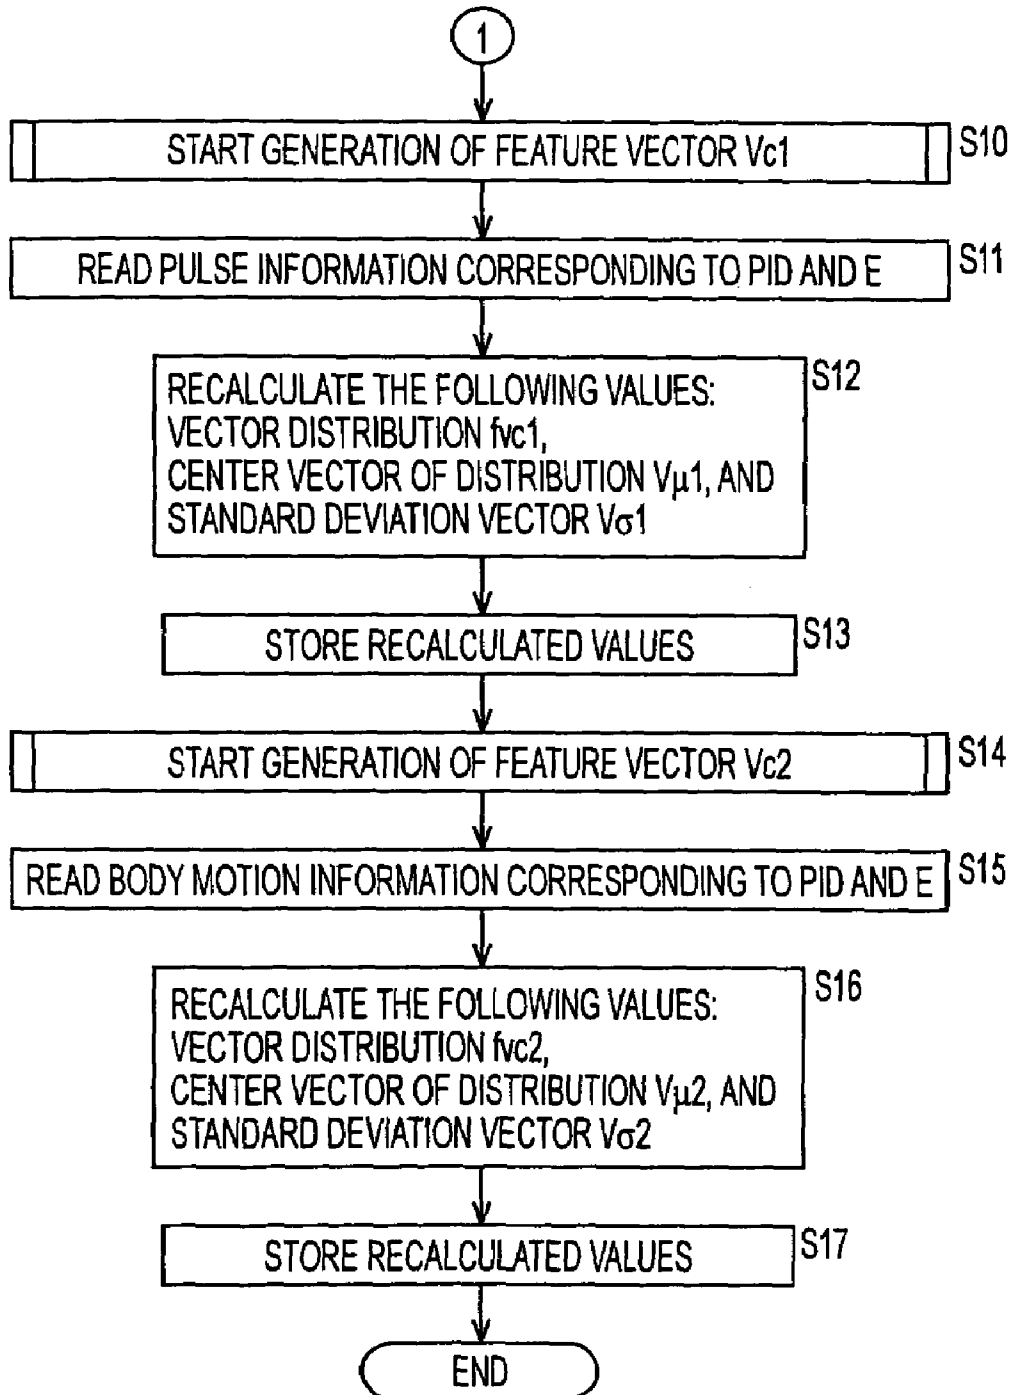 1
START GENERATION OF FEATURE VECTOR Vc1
S10
READ PULSE INFORMATION CORRESPONDING TO PID AND E
S11
RECALCULATE THE FOLLOWING VALUES:
VECTOR DISTRIBUTION fvc1,
CENTER VECTOR OF DISTRIBUTION Vμ1, AND
STANDARD DEVIATION VECTOR Vσ1
S12
STORE RECALCULATED VALUES
S13
START GENERATION OF FEATURE VECTOR Vc2
S14
READ BODY MOTION INFORMATION CORRESPONDING TO PID AND E
S15
RECALCULATE THE FOLLOWING VALUES:
VECTOR DISTRIBUTION fvc2,
CENTER VECTOR OF DISTRIBUTION Vμ2, AND
STANDARD DEVIATION VECTOR Vσ2
S16
STORE RECALCULATED VALUES
S17
END